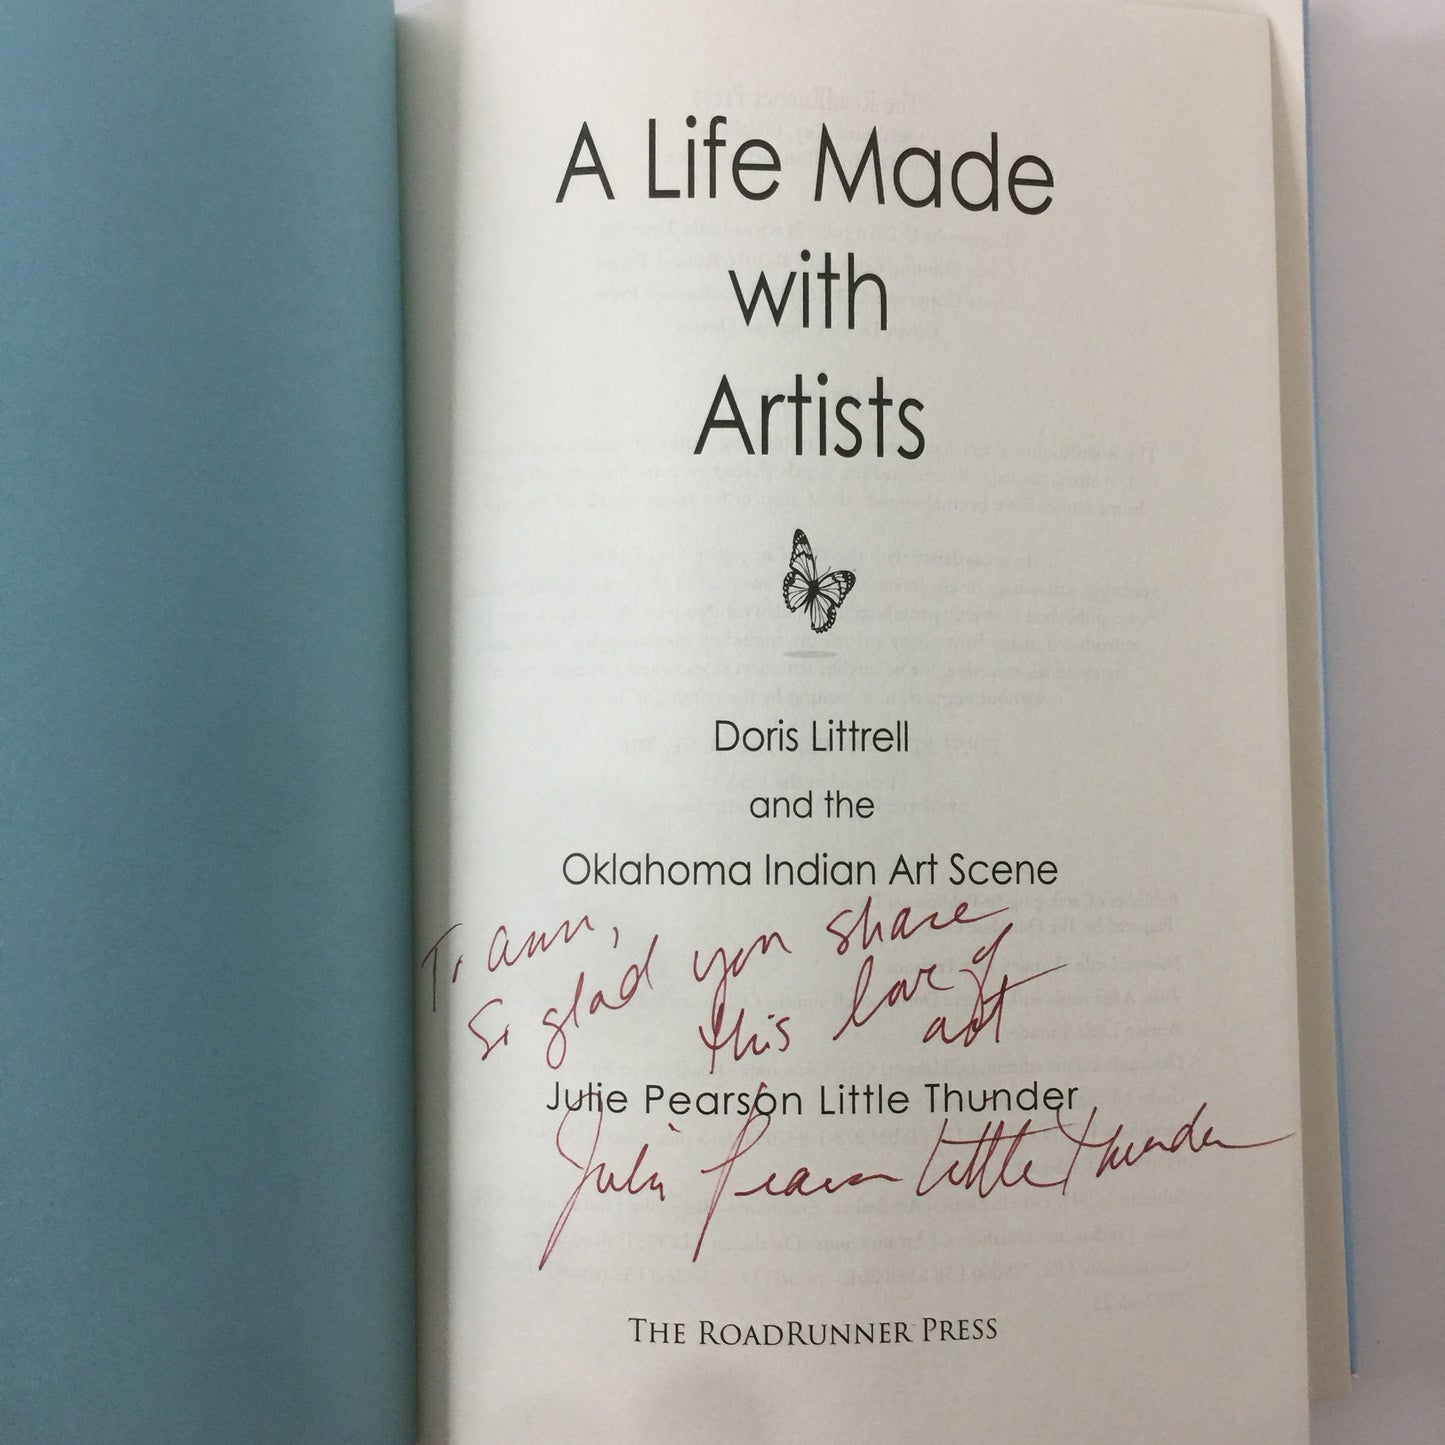 A Life Made
with
Artists
Doris Littrell
and the
Oklahoma Indian Art Scene
To Ann,
So glad you share
this love of
art
Julie Pearson Little Thunder
Julie Pearson Little Thunder
THE ROADRUNNER PRESS